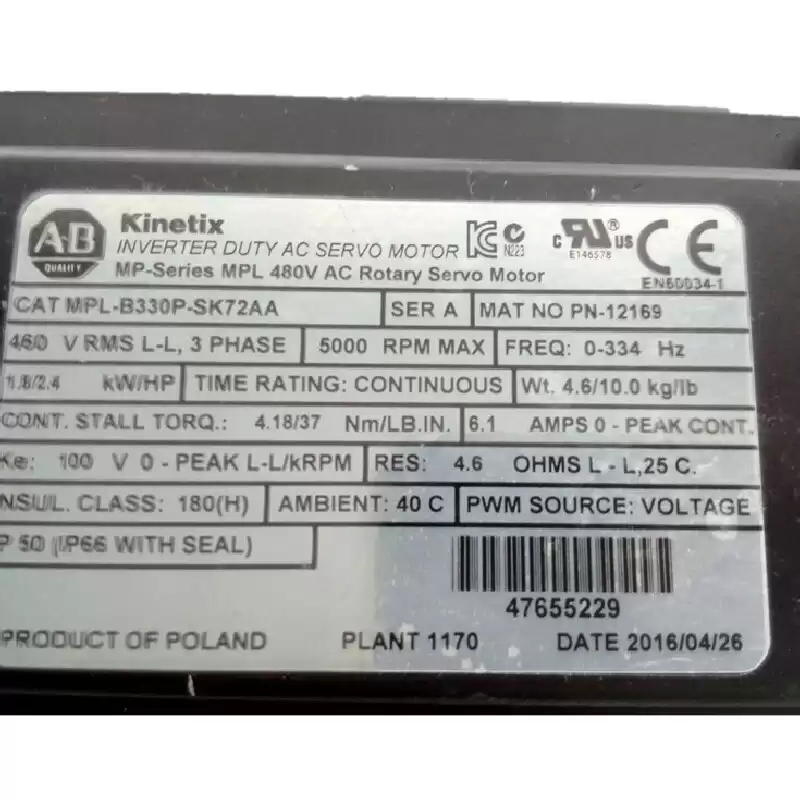 A-B
QUALITY
Kinetix
INVERTER DUTY AC SERVO MOTOR
MP-Series MPL 480V AC Rotary Servo Motor
N223
C UR® US
E146578
CE
EN60034-1
CAT MPL-B330P-SK72AA SER A MAT NO PN-12169
460 V RMS L-L, 3 PHASE 5000 RPM MAX FREQ: 0-334 Hz
1.8/2.4 kW/HP TIME RATING: CONTINUOUS Wt. 4.6/10.0 kg/lb
CONT. STALL TORQ.: 4.18/37 Nm/LB.IN. 6.1 AMPS 0 - PEAK CONT.
Ke: 100 V 0 - PEAK L-L/kRPM RES: 4.6 OHMS L - L,25 C.
NSUL. CLASS: 180(H) AMBIENT: 40 C PWM SOURCE: VOLTAGE
P 50 (IP66 WITH SEAL)
47655229
PRODUCT OF POLAND PLANT 1170 DATE 2016/04/26